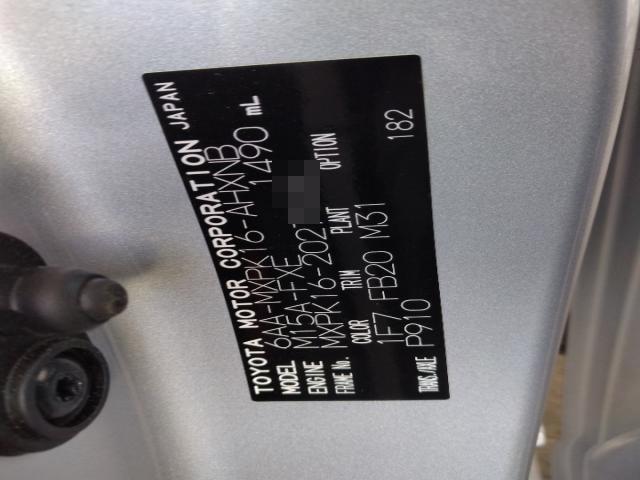 TOYOTA MOTOR CORPORATION JAPAN
MODEL 6AA-MXPK16-AHXNB
ENGINE M15A-FXE 1490 mL
FRAME No. MXPK16-202
COLOR TRIM PLANT OPTION
1F7 FB20 M31 182
TRANS/AXLE P910